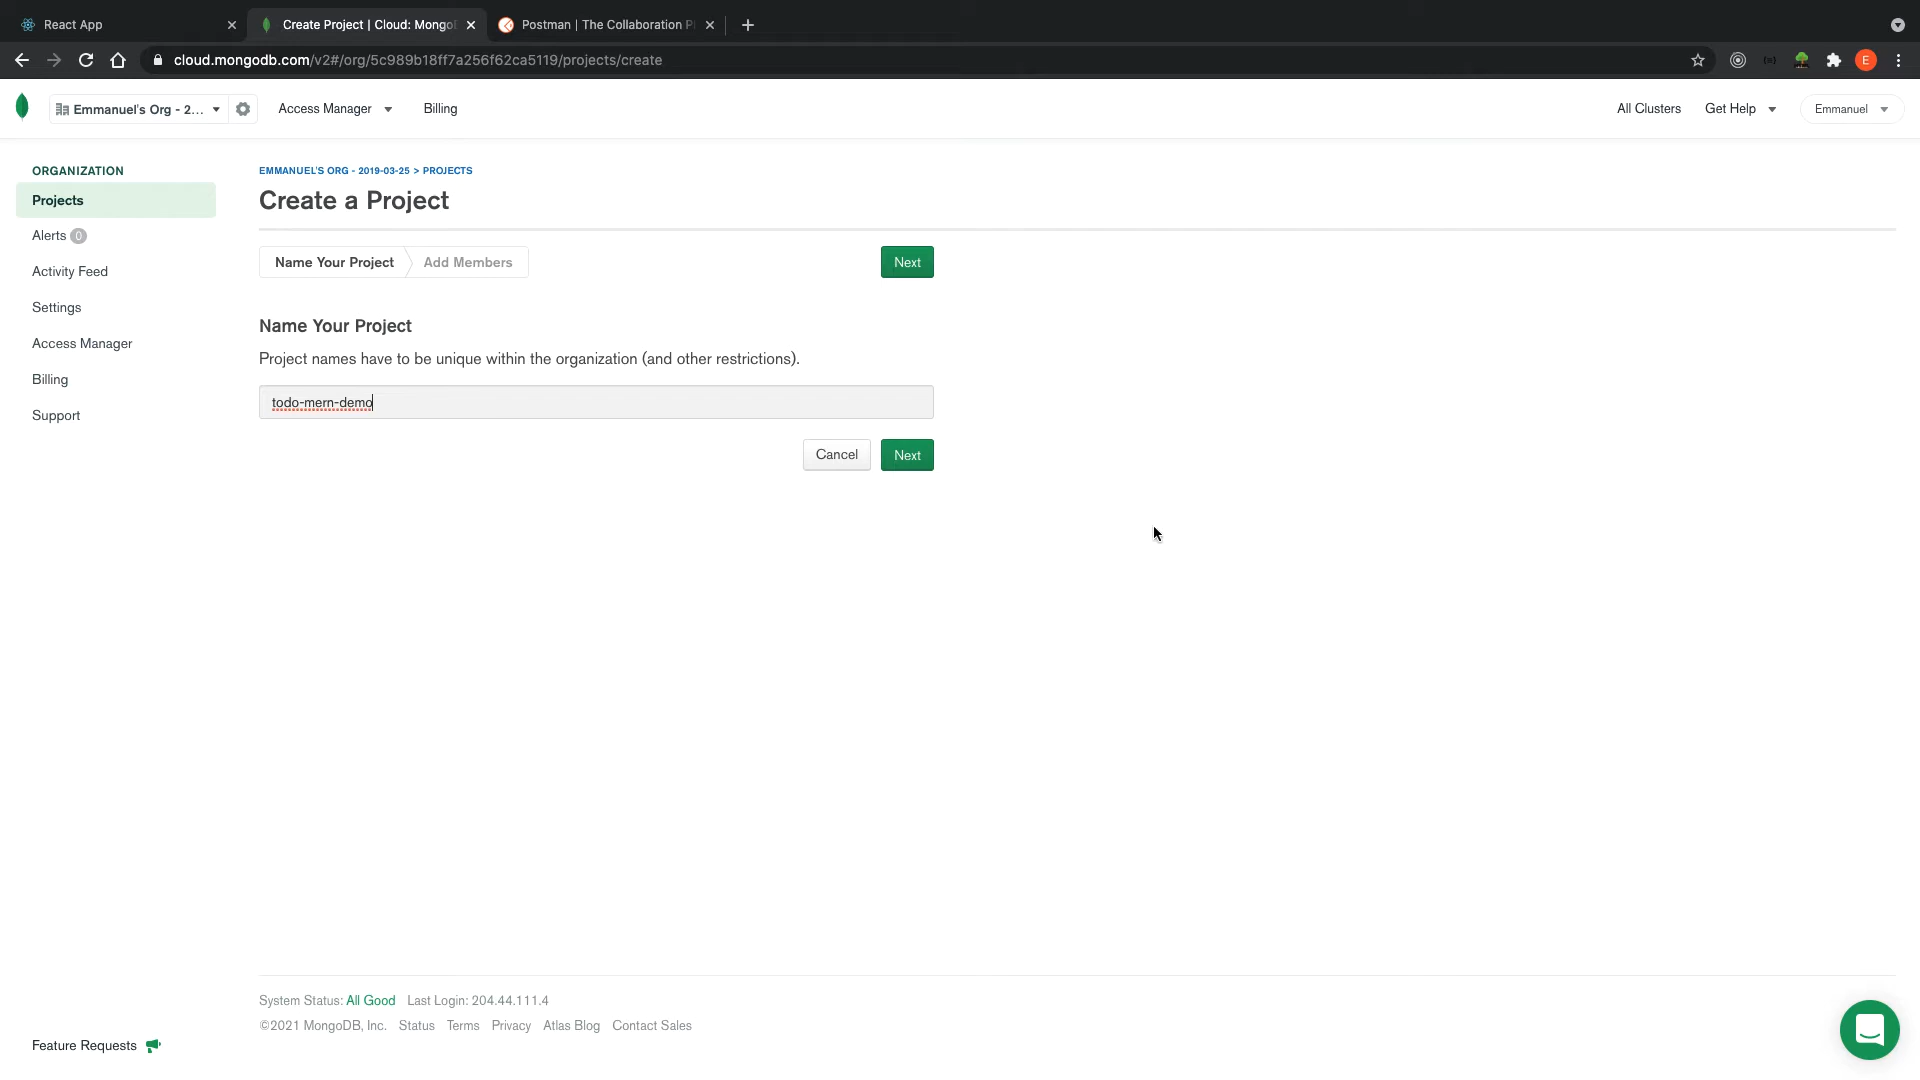 React App
Create Project | Cloud: Mongo
Postman | The Collaboration P
cloud.mongodb.com/v2#/org/5c989b18ff7a256f62ca5119/projects/create
E
Emmanuel's Org - 2...
Access Manager
Billing
All Clusters
Get Help
Emmanuel
ORGANIZATION
Projects
Alerts 0
Activity Feed
Settings
Access Manager
Billing
Support
EMMANUEL'S ORG - 2019-03-25 > PROJECTS
Create a Project
Name Your Project
Add Members
Next
Name Your Project
Project names have to be unique within the organization (and other restrictions).
todo-mern-demo
Cancel
Next
System Status: All Good Last Login: 204.44.111.4
©2021 MongoDB, Inc. Status Terms Privacy Atlas Blog Contact Sales
Feature Requests